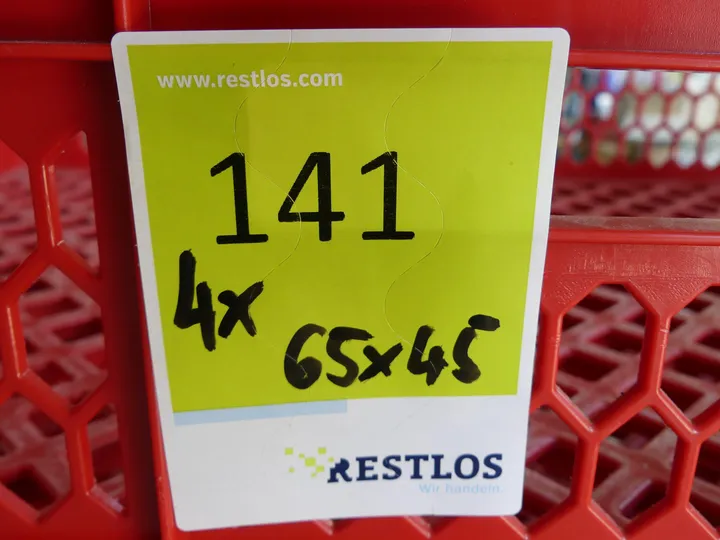 www.restlos.com
141
4x
65x45
RESTLOS
Wir handeln.